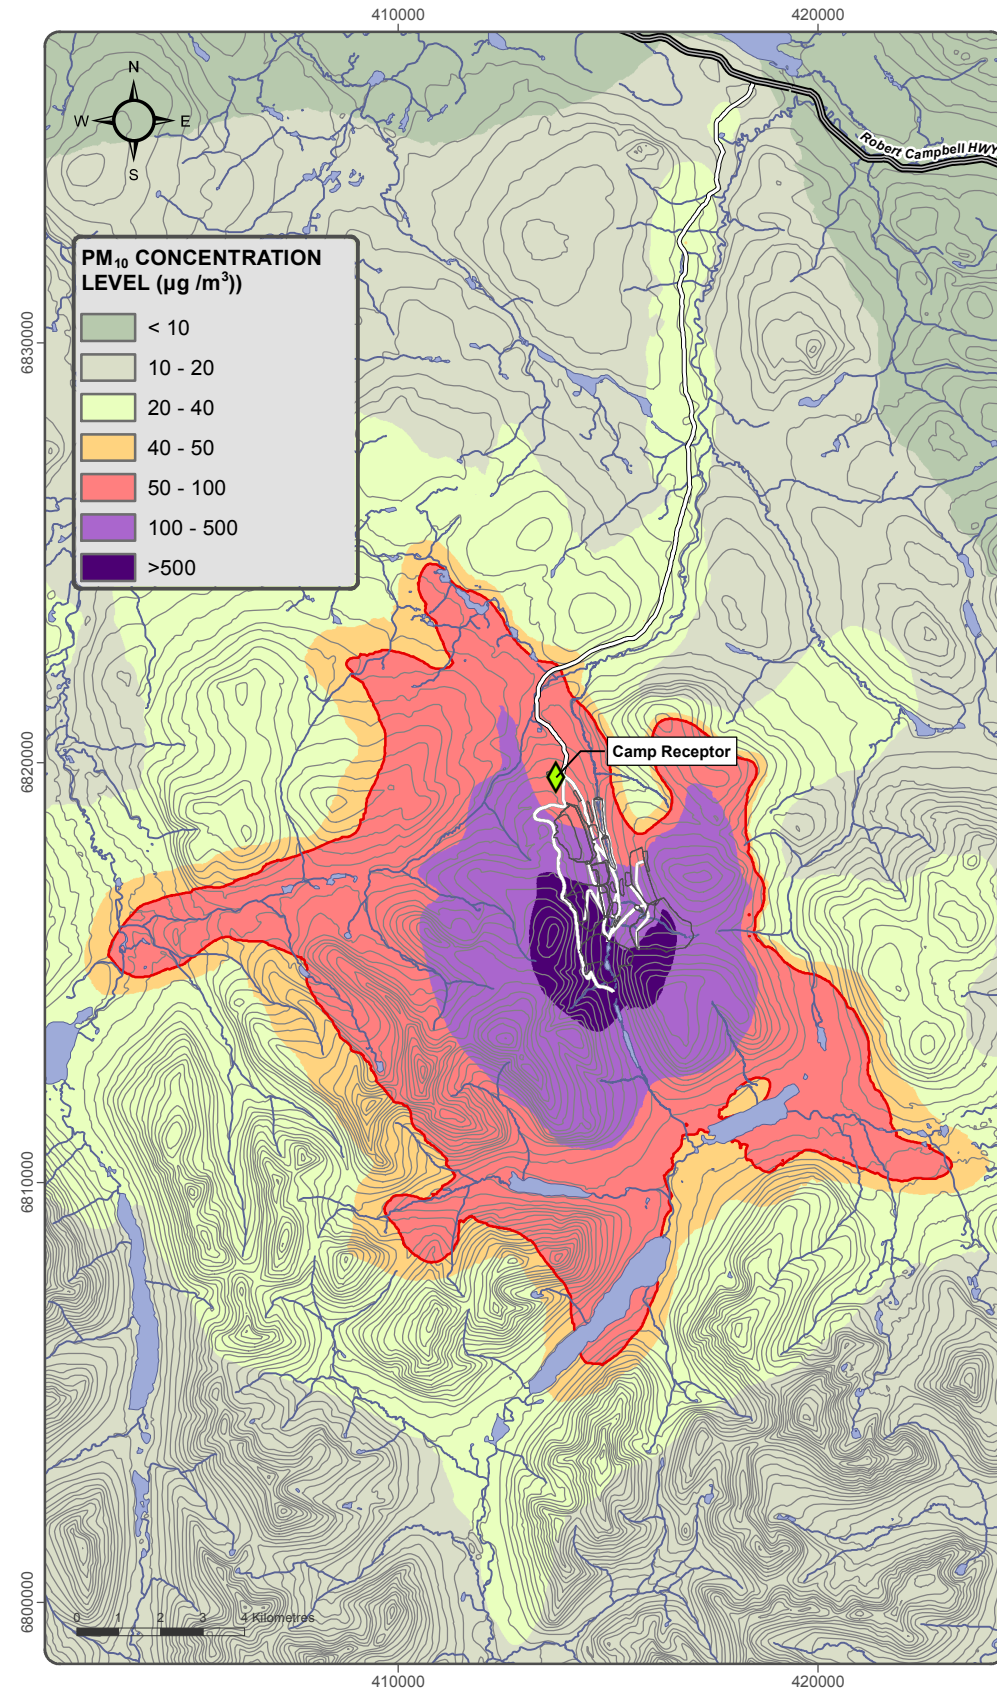 410000 420000
N
W E
S
Robert Campbell HWY
PM₁₀ CONCENTRATION
LEVEL (µg /m³))
< 10
10 - 20
20 - 40
40 - 50
50 - 100
100 - 500
>500
6830000
6820000
Camp Receptor
6810000
6800000
0 1 2 3 4 Kilometres
410000 420000